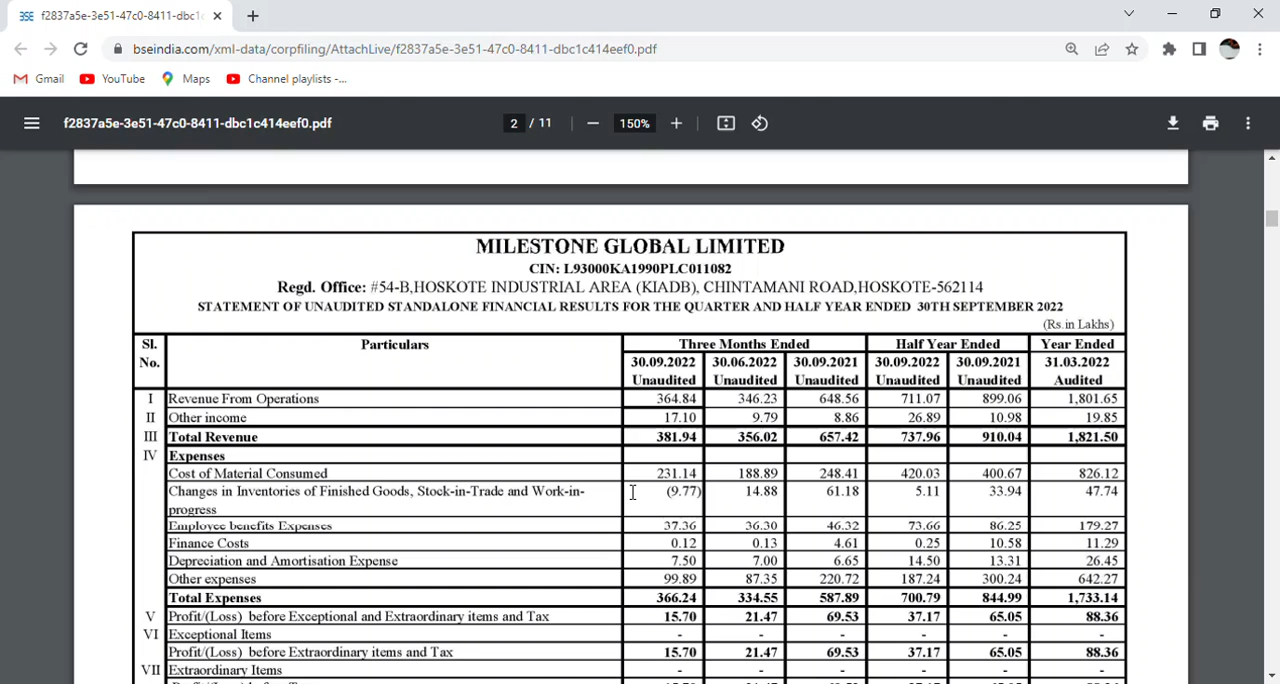 f2837a5e-3e51-47c0-8411-dbc1c
bseindia.com/xml-data/corpfiling/AttachLive/f2837a5e-3e51-47c0-8411-dbc1c414eef0.pdf
Gmail YouTube Maps Channel playlists -...
f2837a5e-3e51-47c0-8411-dbc1c414eef0.pdf 2 / 11 150%
MILESTONE GLOBAL LIMITED
CIN: L93000KA1990PLC011082
Regd. Office: #54-B,HOSKOTE INDUSTRIAL AREA (KIADB), CHINTAMANI ROAD,HOSKOTE-562114
STATEMENT OF UNAUDITED STANDALONE FINANCIAL RESULTS FOR THE QUARTER AND HALF YEAR ENDED 30TH SEPTEMBER 2022
(Rs.in Lakhs)
Sl. Particulars Three Months Ended Half Year Ended Year Ended
No. 30.09.2022 30.06.2022 30.09.2021 30.09.2022 30.09.2021 31.03.2022
Unaudited Unaudited Unaudited Unaudited Unaudited Audited
I Revenue From Operations 364.84 346.23 648.56 711.07 899.06 1,801.65
II Other income 17.10 9.79 8.86 26.89 10.98 19.85
III Total Revenue 381.94 356.02 657.42 737.96 910.04 1,821.50
IV Expenses
Cost of Material Consumed 231.14 188.89 248.41 420.03 400.67 826.12
Changes in Inventories of Finished Goods, Stock-in-Trade and Work-in- (9.77) 14.88 61.18 5.11 33.94 47.74
progress
Employee benefits Expenses 37.36 36.30 46.32 73.66 86.25 179.27
Finance Costs 0.12 0.13 4.61 0.25 10.58 11.29
Depreciation and Amortisation Expense 7.50 7.00 6.65 14.50 13.31 26.45
Other expenses 99.89 87.35 220.72 187.24 300.24 642.27
Total Expenses 366.24 334.55 587.89 700.79 844.99 1,733.14
V Profit/(Loss) before Exceptional and Extraordinary items and Tax 15.70 21.47 69.53 37.17 65.05 88.36
VI Exceptional Items - - - - - -
Profit/(Loss) before Extraordinary items and Tax 15.70 21.47 69.53 37.17 65.05 88.36
VII Extraordinary Items - - - - - -